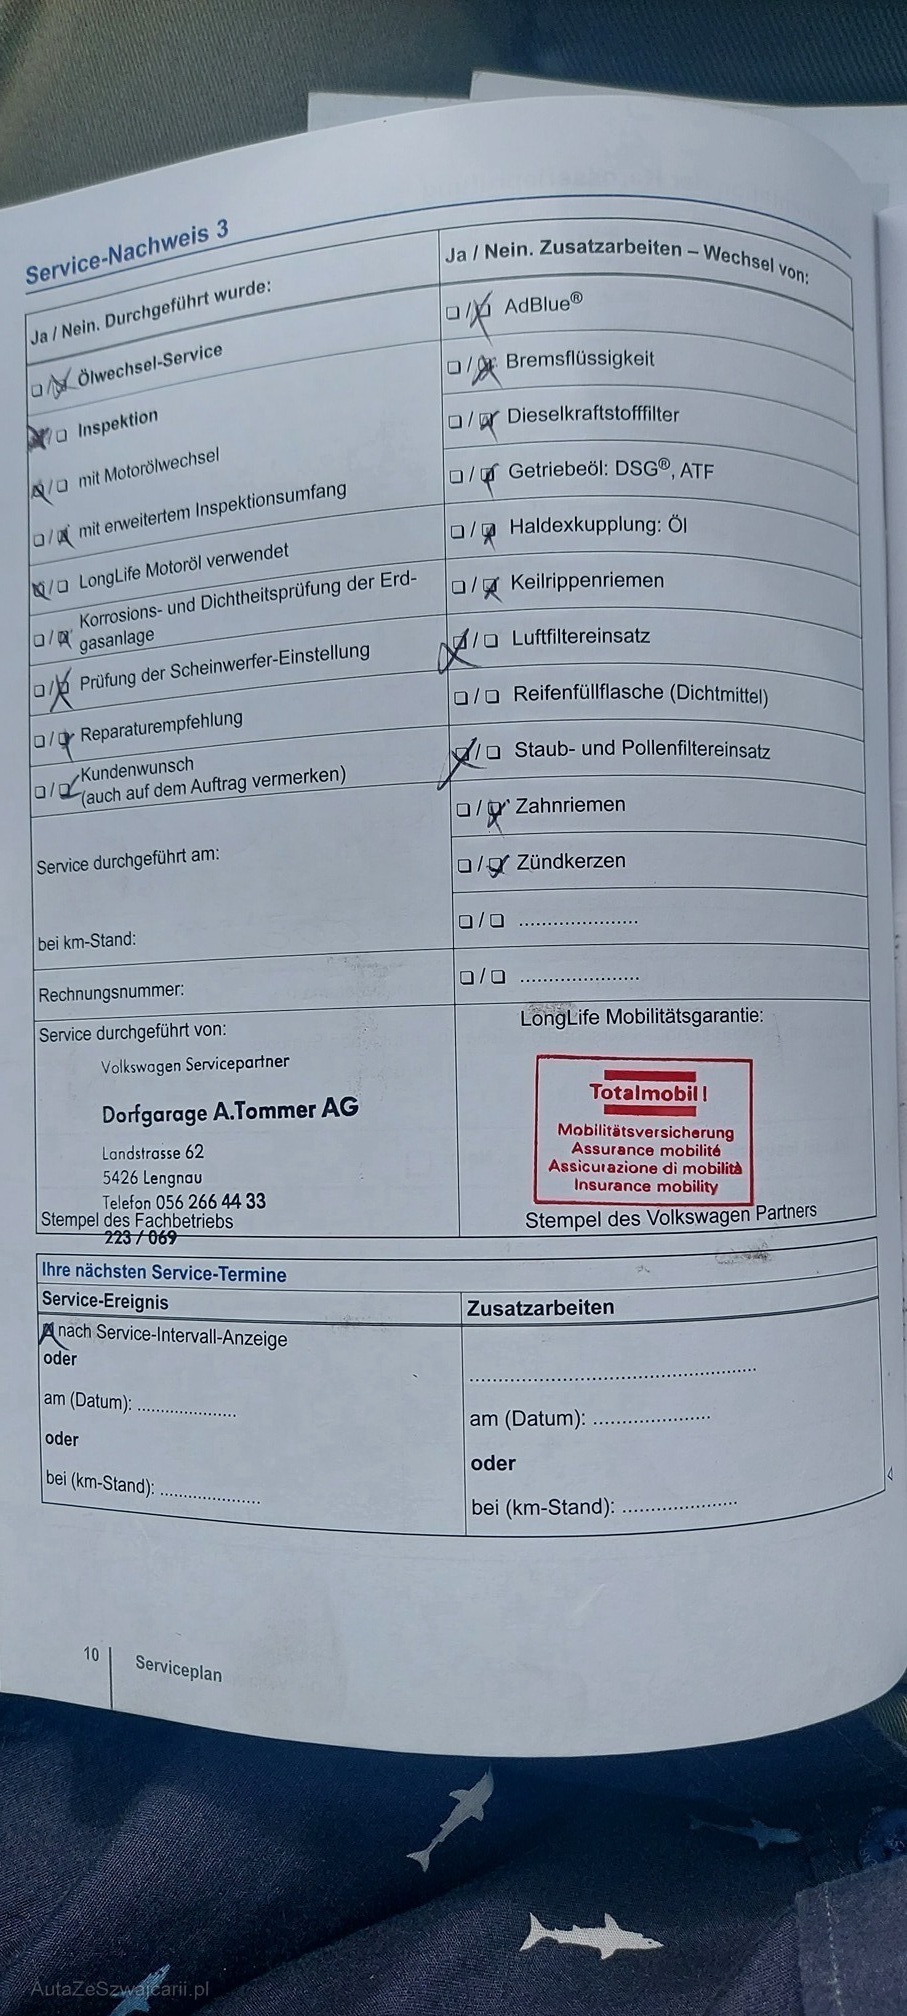 Service-Nachweis 3
Ja / Nein. Durchgeführt wurde:
❏ / ❏ Ölwechsel-Service
❏ / ❏ Inspektion
❏ / ❏ mit Motorölwechsel
❏ / ❏ mit erweitertem Inspektionsumfang
❏ / ❏ LongLife Motoröl verwendet
❏ / ❏ Korrosions- und Dichtheitsprüfung der Erd-
gasanlage
❏ / ❏ Prüfung der Scheinwerfer-Einstellung
❏ / ❏ Reparaturempfehlung
❏ / ❏ Kundenwunsch
(auch auf dem Auftrag vermerken)
Service durchgeführt am:
bei km-Stand:
Rechnungsnummer:
Ja / Nein. Zusatzarbeiten – Wechsel von:
❏ / ❏ AdBlue®
❏ / ❏ Bremsflüssigkeit
❏ / ❏ Dieselkraftstofffilter
❏ / ❏ Getriebeöl: DSG®, ATF
❏ / ❏ Haldexkupplung: Öl
❏ / ❏ Keilrippenriemen
❏ / ❏ Luftfiltereinsatz
❏ / ❏ Reifenfüllflasche (Dichtmittel)
❏ / ❏ Staub- und Pollenfiltereinsatz
❏ / ❏ Zahnriemen
❏ / ❏ Zündkerzen
❏ / ❏ ......................
❏ / ❏ ......................
Service durchgeführt von:
Volkswagen Servicepartner
Dorfgarage A.Tommer AG
Landstrasse 62
5426 Lengnau
Telefon 056 266 44 33
Stempel des Fachbetriebs
223 / 069
LongLife Mobilitätsgarantie:
Totalmobil!
Mobilitätsversicherung
Assurance mobilité
Assicurazione di mobilità
Insurance mobility
Stempel des Volkswagen Partners
Ihre nächsten Service-Termine
Service-Ereignis
❏ nach Service-Intervall-Anzeige
oder
am (Datum): ....................
oder
bei (km-Stand): ....................
Zusatzarbeiten
..................................................
am (Datum): ....................
oder
bei (km-Stand): ....................
10
Serviceplan
AutaZeSzwajcarii.pl